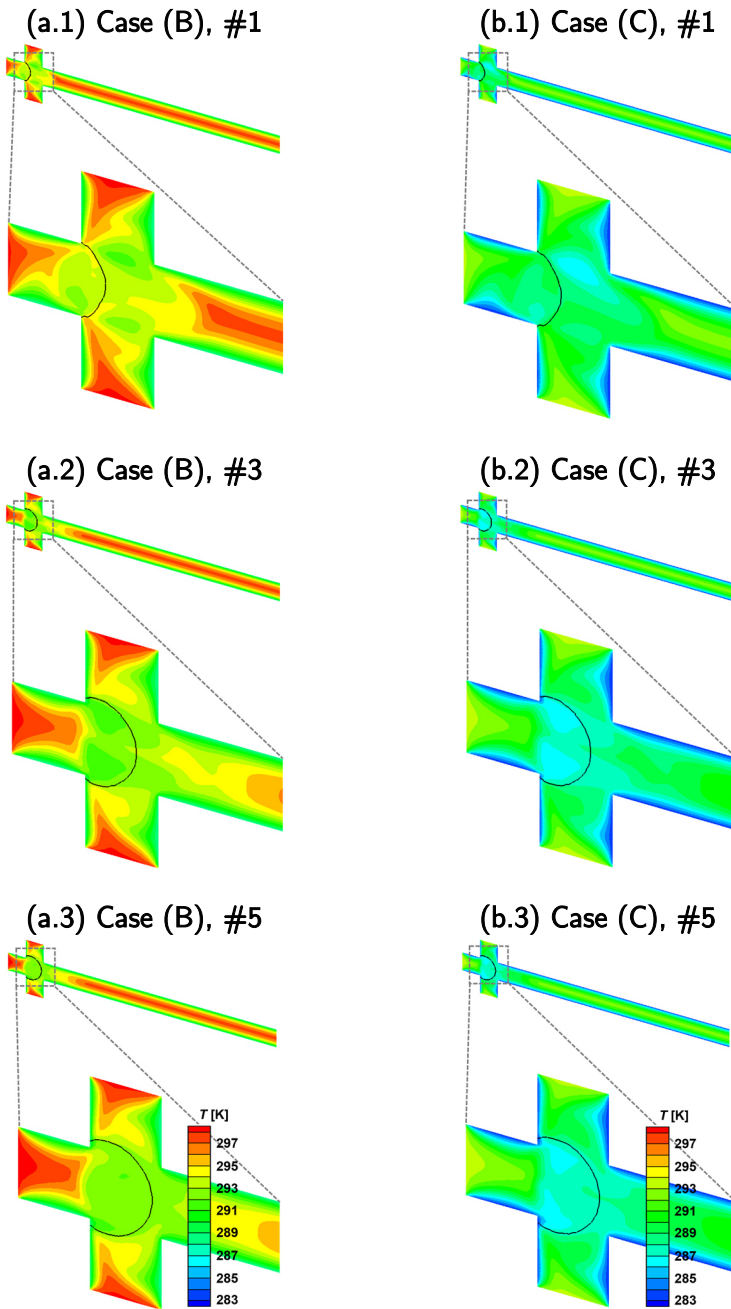 (a.1) Case (B), #1
(b.1) Case (C), #1
(a.2) Case (B), #3
(b.2) Case (C), #3
(a.3) Case (B), #5
(b.3) Case (C), #5
T [K]
297
295
293
291
289
287
285
283
T [K]
297
295
293
291
289
287
285
283